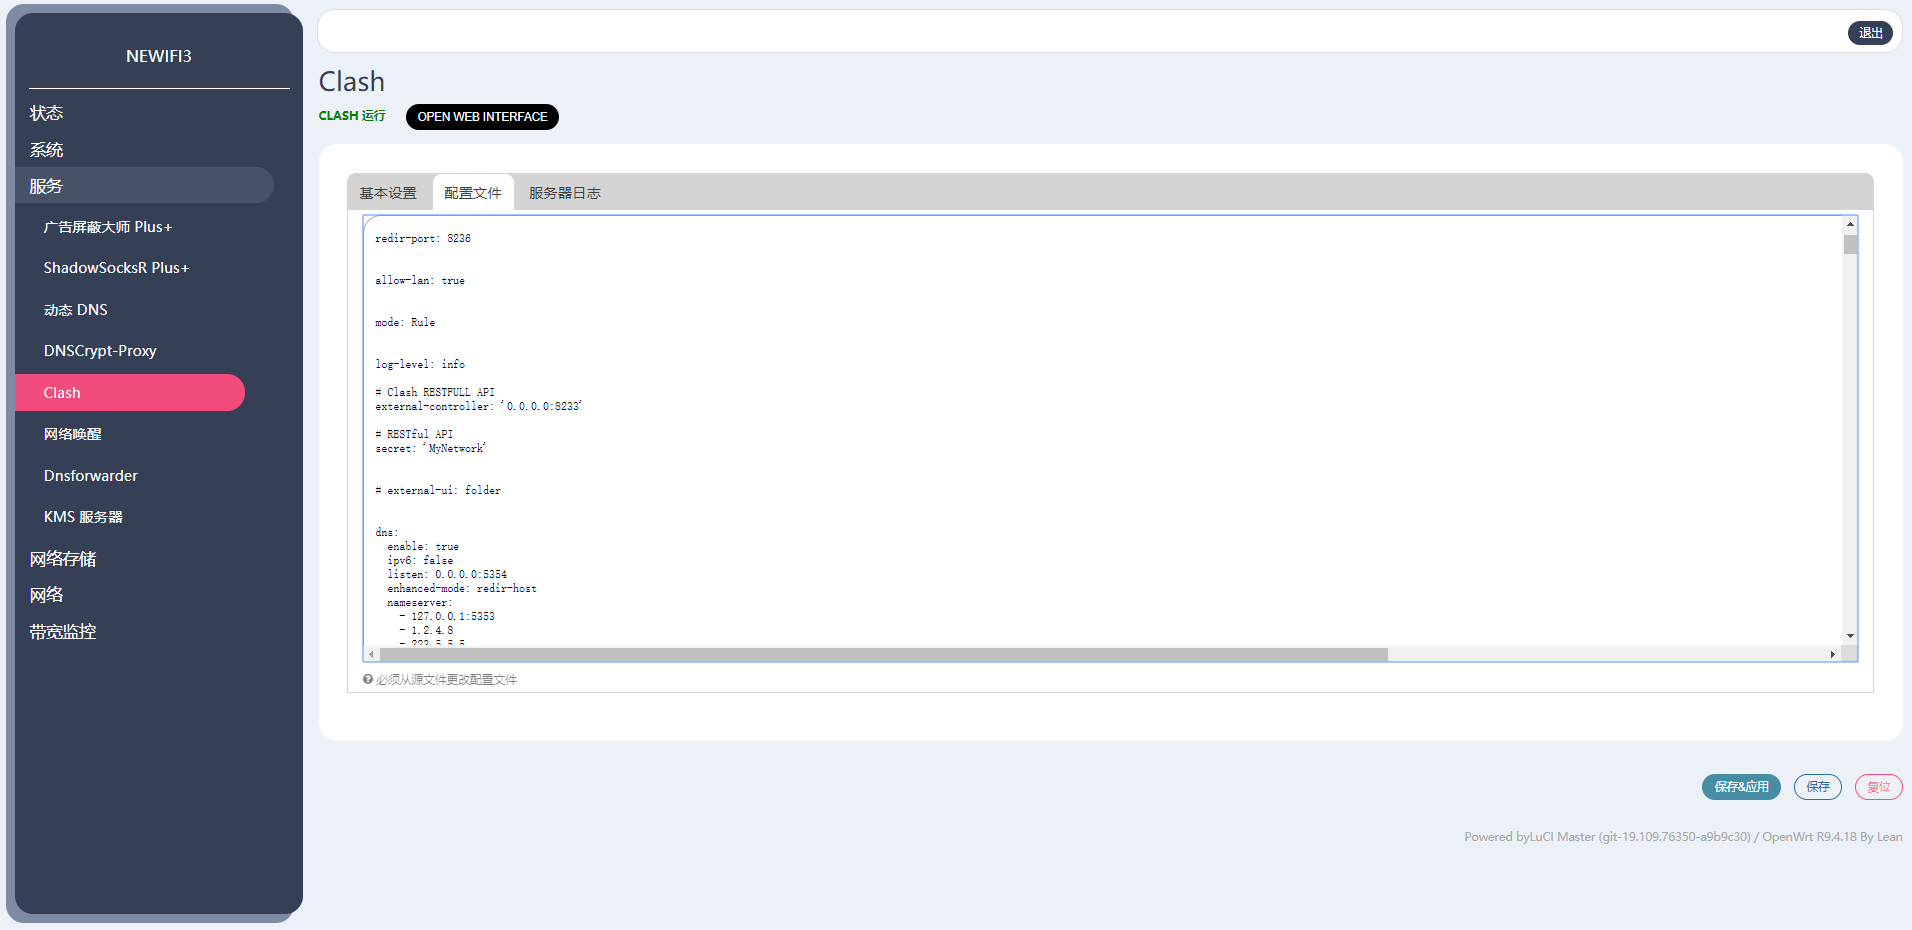 NEWIFI3
状态
系统
服务
广告屏蔽大师 Plus+
ShadowSocksR Plus+
动态 DNS
DNSCrypt-Proxy
Clash
网络唤醒
Dnsforwarder
KMS 服务器
网络存储
网络
带宽监控
退出
Clash
CLASH 运行 OPEN WEB INTERFACE
基本设置 配置文件 服务器日志
redir-port: 8236
allow-lan: true
mode: Rule
log-level: info
# Clash RESTFULL API
external-controller: '0.0.0.0:8233'
# RESTful API
secret: 'MyNetwork'
# external-ui: folder
dns:
enable: true
ipv6: false
listen: 0.0.0.0:5354
enhanced-mode: redir-host
nameserver:
- 127.0.0.1:5353
- 1.2.4.8
- 223.5.5.5
必须从源文件更改配置文件
保存&应用 保存 复位
Powered byLuCI Master (git-19.109.76350-a9b9c30) / OpenWrt R9.4.18 By Lean